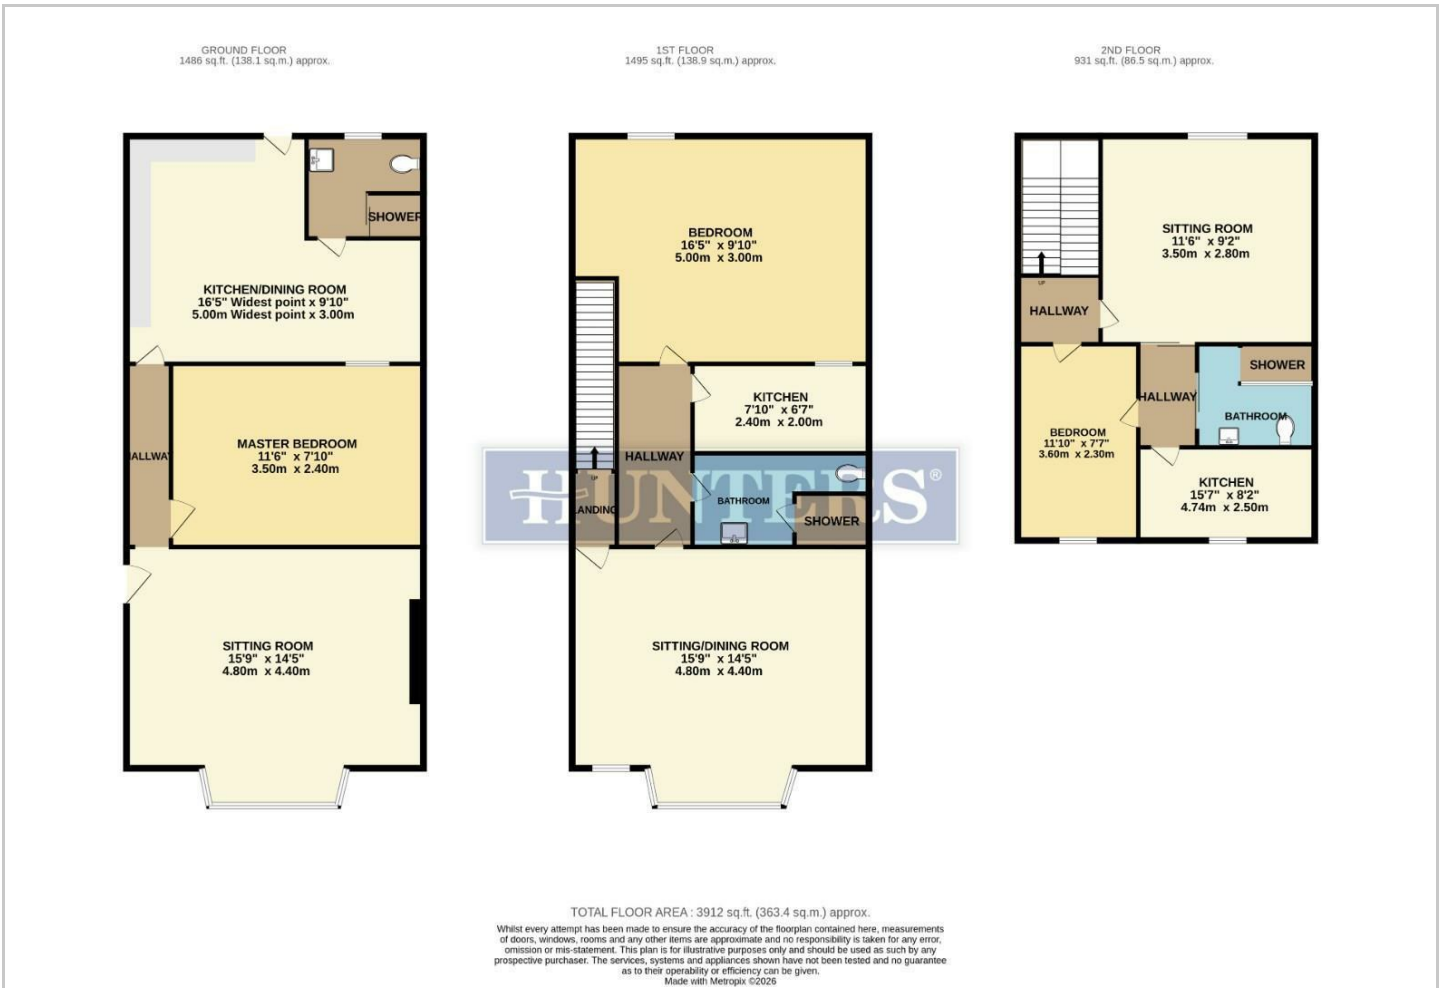 GROUND FLOOR
1486 sq.ft. (138.1 sq.m.) approx.
1ST FLOOR
1495 sq.ft. (138.9 sq.m.) approx.
2ND FLOOR
931 sq.ft. (86.5 sq.m.) approx.
SHOWER
KITCHEN/DINING ROOM
16'5" Widest point x 9'10"
5.00m Widest point x 3.00m
HALLWAY
MASTER BEDROOM
11'6" x 7'10"
3.50m x 2.40m
SITTING ROOM
15'9" x 14'5"
4.80m x 4.40m
BEDROOM
16'5" x 9'10"
5.00m x 3.00m
KITCHEN
7'10" x 6'7"
2.40m x 2.00m
HALLWAY
UP
LANDING
BATHROOM
SHOWER
HUNTERS®
SITTING/DINING ROOM
15'9" x 14'5"
4.80m x 4.40m
SITTING ROOM
11'6" x 9'2"
3.50m x 2.80m
UP
HALLWAY
SHOWER
HALLWAY
BATHROOM
BEDROOM
11'10" x 7'7"
3.60m x 2.30m
KITCHEN
15'7" x 8'2"
4.74m x 2.50m
TOTAL FLOOR AREA : 3912 sq.ft. (363.4 sq.m.) approx.
Whilst every attempt has been made to ensure the accuracy of the floorplan contained here, measurements
of doors, windows, rooms and any other items are approximate and no responsibility is taken for any error,
omission or mis-statement. This plan is for illustrative purposes only and should be used as such by any
prospective purchaser. The services, systems and appliances shown have not been tested and no guarantee
as to their operability or efficiency can be given.
Made with Metropix ©2026